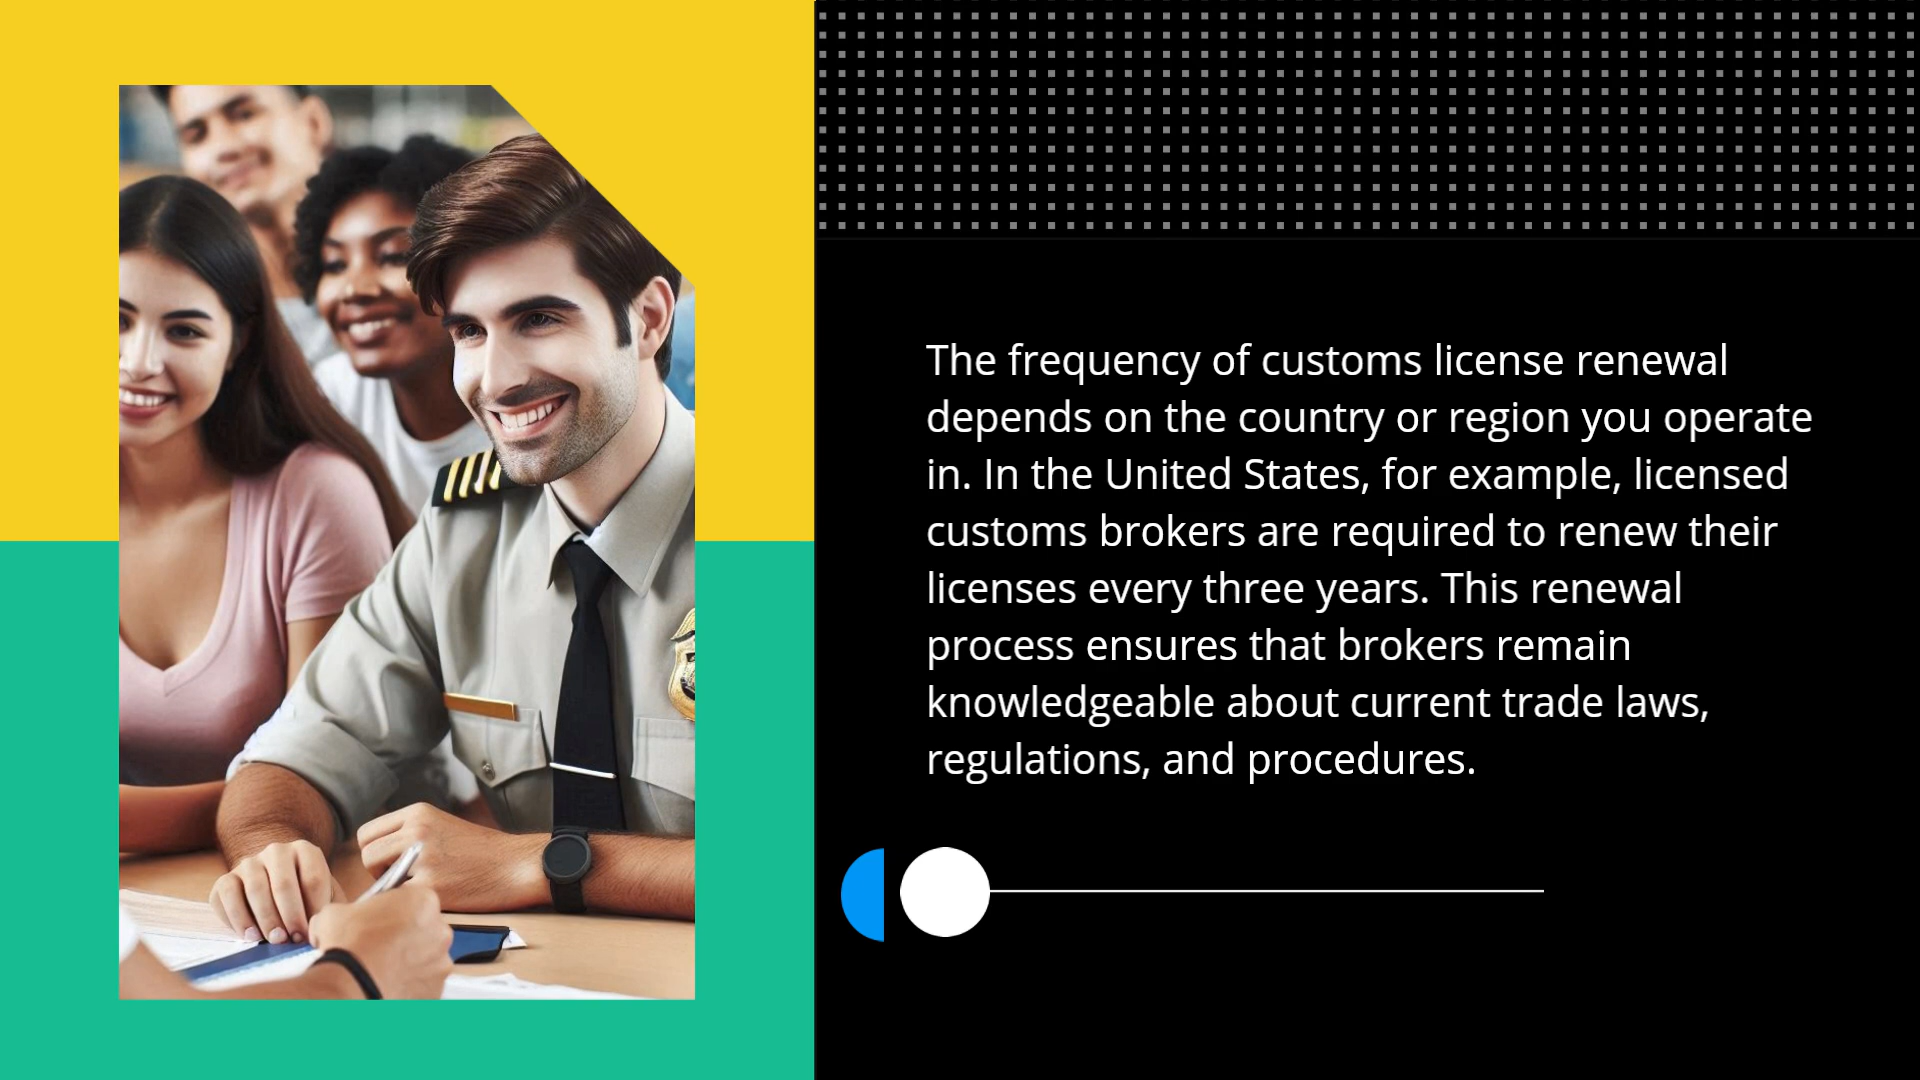 The frequency of customs license renewal
depends on the country or region you operate
in. In the United States, for example, licensed
customs brokers are required to renew their
licenses every three years. This renewal
process ensures that brokers remain
knowledgeable about current trade laws,
regulations, and procedures.